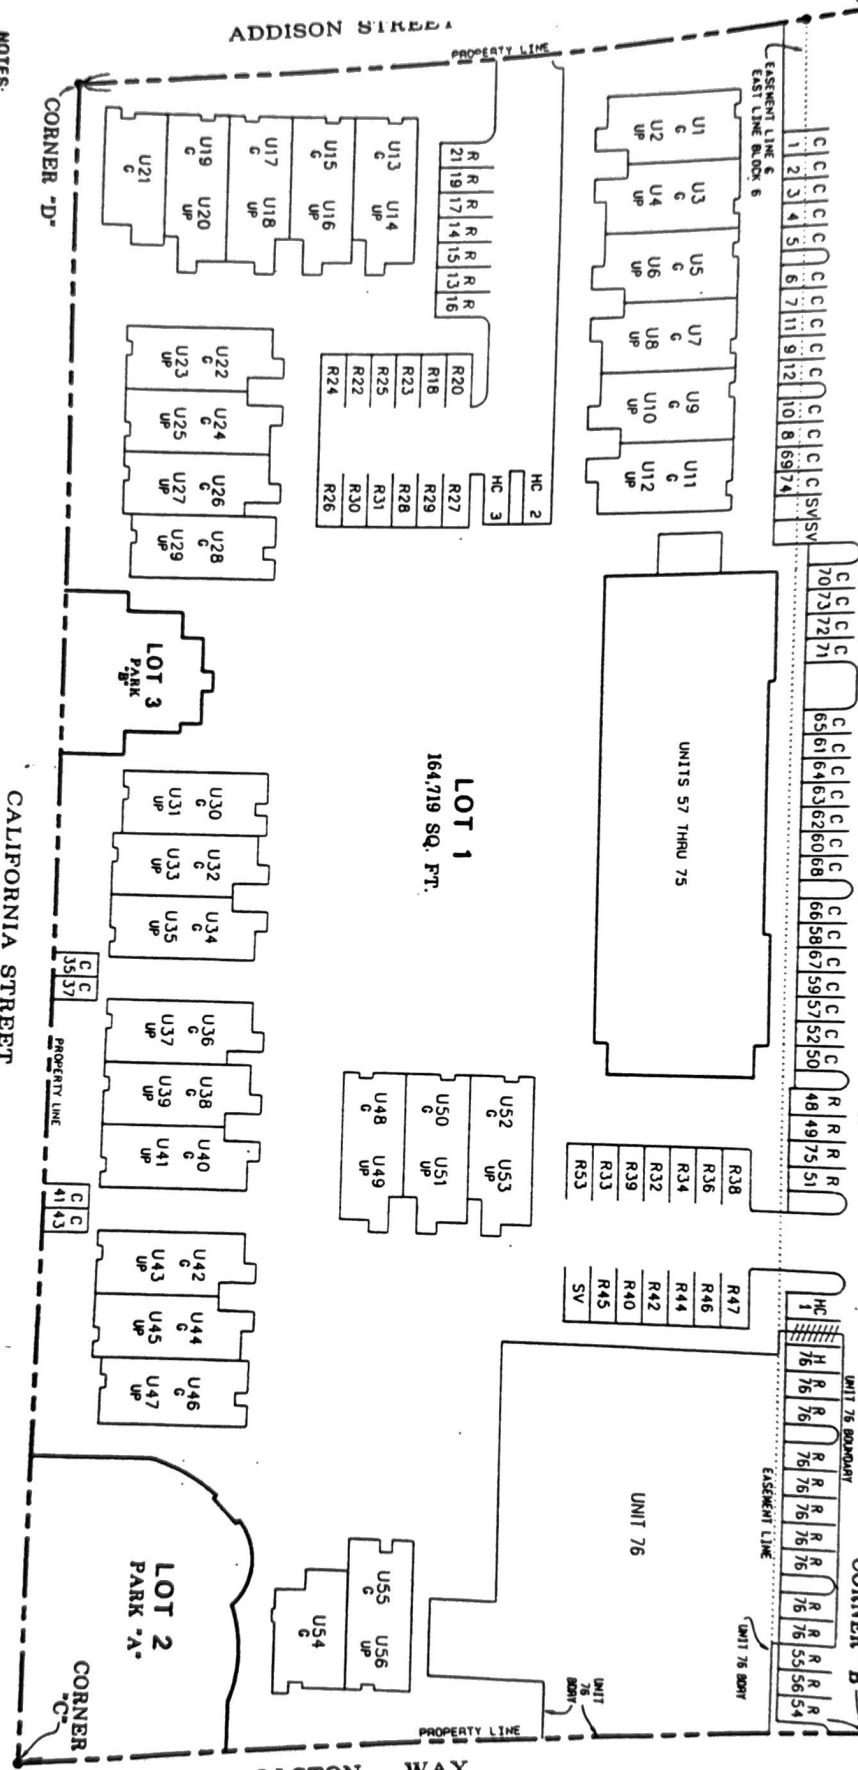 ADDISON STREET
PROPERTY LINE
NOTES:
CORNER "D"
EASEMENT LINE &
EAST LINE BLOCK 6
U1 G
U2 UP
U3 G
U4 UP
U5 G
U6 UP
U7 G
U8 UP
U9 G
U10 UP
U11 G
U12 UP
U13 G
U14 UP
U15 G
U16 UP
U17 G
U18 UP
U19 G
U20 UP
U21 G
R 21
R 19
R 17
R 14
R 15
R 13
R 16
R20
R18
R23
R25
R22
R24
R27
R29
R28
R31
R30
R26
HC 2
HC 3
C 1
C 2
C 3
C 4
C 5
C 6
C 7
C 11
C 9
C 12
C 10
C 8
C 69
C 74
SV
SV
C 70
C 73
C 72
C 71
C 65
C 61
C 64
C 63
C 62
C 60
C 68
C 66
C 58
C 67
C 59
C 57
C 52
C 50
R 48
R 49
R 75
R 51
U22 G
U23 UP
U24 G
U25 UP
U26 G
U27 UP
U28 G
U29 UP
LOT 3
PARK
"B"
LOT 1
164,719 SQ. FT.
UNITS 57 THRU 75
U30 G
U31 UP
U32 G
U33 UP
U34 G
U35 UP
C 35
C 37
CALIFORNIA STREET
PROPERTY LINE
U36 G
U37 UP
U38 G
U39 UP
U40 G
U41 UP
C 41
C 43
U42 G
U43 UP
U44 G
U45 UP
U46 G
U47 UP
U52 G
U53 UP
U50 G
U51 UP
U48 G
U49 UP
R38
R36
R34
R32
R39
R33
R53
R47
R46
R44
R42
R40
R45
SV
HC 1
H 76
R 76
R 76
R 76
R 76
R 76
R 76
R 76
R 76
R 55
R 56
R 54
UNIT 76 BOUNDARY
EASEMENT LINE
UNIT 76
UNIT 76 BDRY
UNIT
76
BDRY
U55 G
U56 UP
U54 G
LOT 2
PARK "A"
CORNER
"C"
PROPERTY LINE
WAY